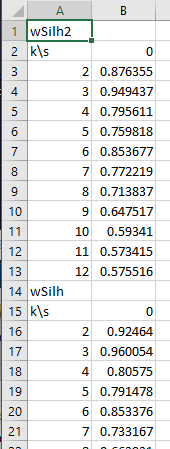 A B
1 wSilh2
2 k\s 0
3 2 0.876355
4 3 0.949437
5 4 0.795611
6 5 0.759818
7 6 0.853677
8 7 0.772219
9 8 0.713837
10 9 0.647517
11 10 0.59341
12 11 0.573415
13 12 0.575516
14 wSilh
15 k\s 0
16 2 0.92464
17 3 0.960054
18 4 0.80575
19 5 0.791478
20 6 0.853376
21 7 0.733167